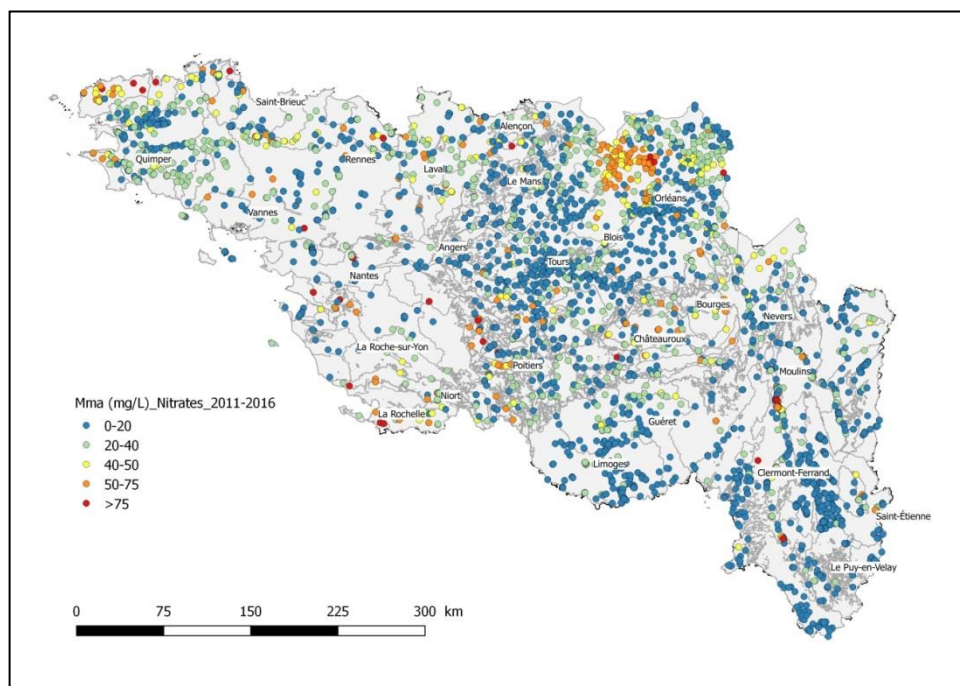 Saint-Brieuc
Alençon
Quimper
Rennes
Laval
Le Mans
Orléans
Vannes
Blois
Angers
Tours
Nantes
Bourges
Nevers
Châteauroux
La Roche-sur-Yon
Poitiers
Moulins
Niort
La Rochelle
Guéret
Limoges
Clermont-Ferrand
Saint-Étienne
Le Puy-en-Velay
Mma (mg/L)_Nitrates_2011-2016
0-20
20-40
40-50
50-75
>75
0 75 150 225 300 km